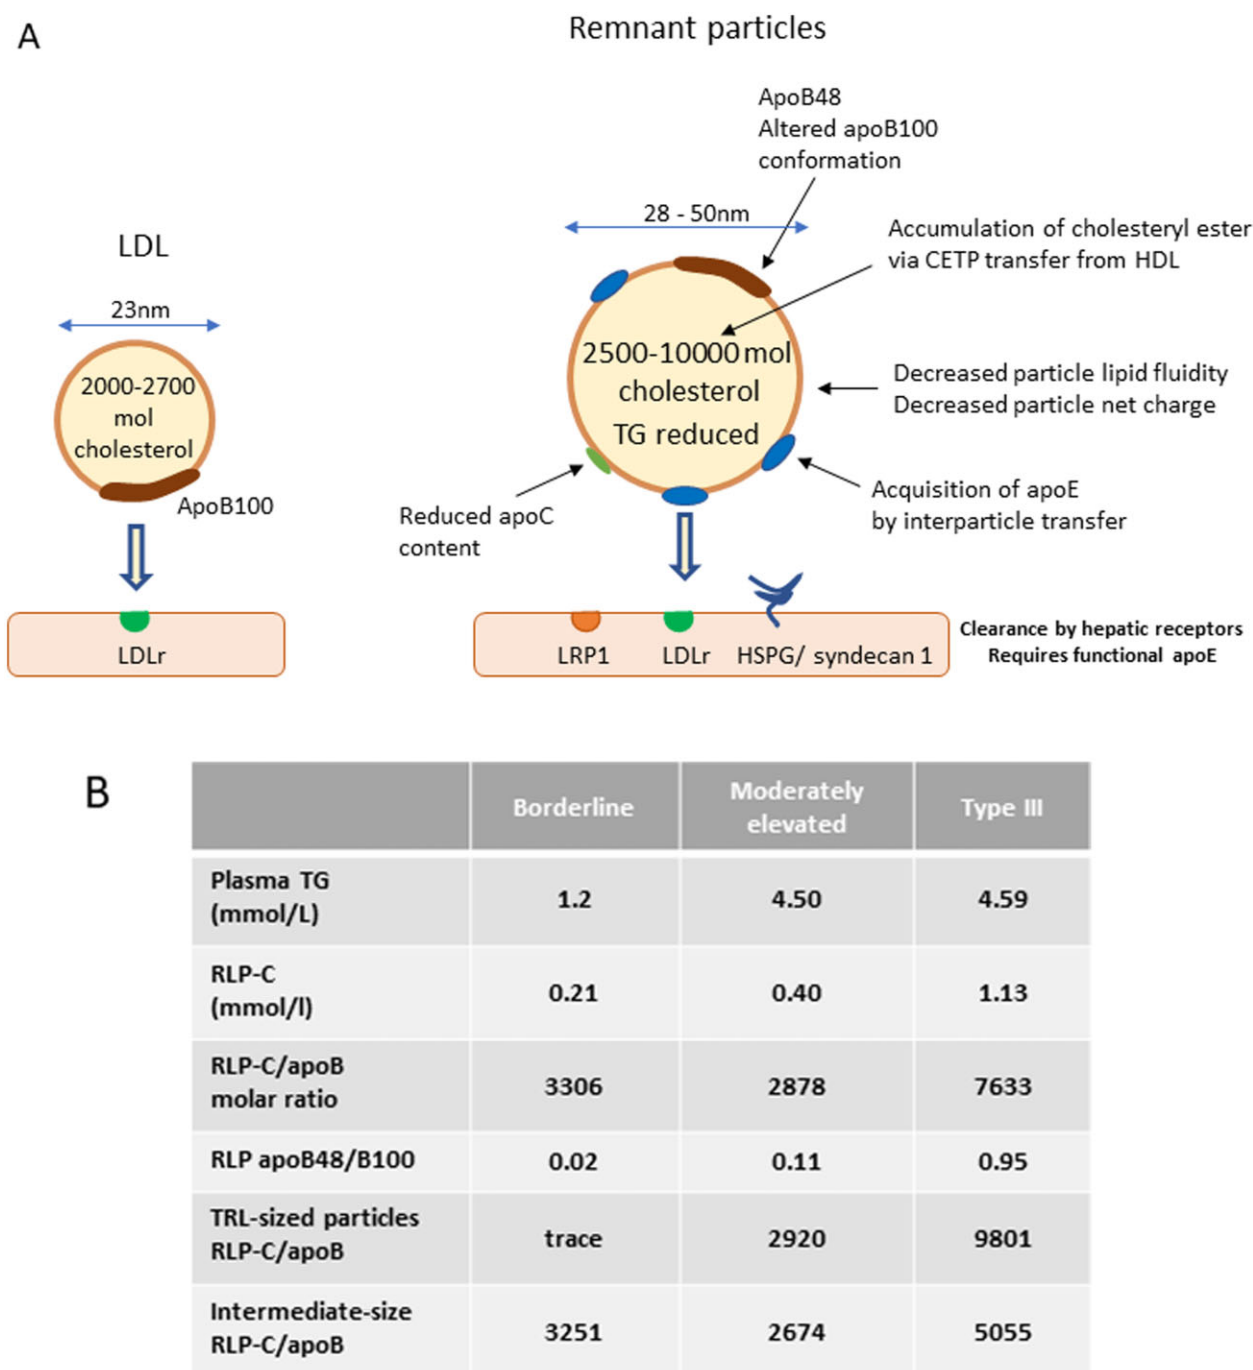 A
Remnant particles
ApoB48
Altered apoB100
conformation
28 - 50nm
Accumulation of cholesteryl ester
via CETP transfer from HDL
LDL
23nm
2000-2700
mol
cholesterol
ApoB100
2500-10000 mol
cholesterol
TG reduced
Decreased particle lipid fluidity
Decreased particle net charge
Acquisition of apoE
by interparticle transfer
Reduced apoC
content
LDLr
LRP1
LDLr
HSPG/ syndecan 1
Clearance by hepatic receptors
Requires functional apoE
B
Borderline
Moderately
elevated
Type III
Plasma TG
(mmol/L)
1.2
4.50
4.59
RLP-C
(mmol/l)
0.21
0.40
1.13
RLP-C/apoB
molar ratio
3306
2878
7633
RLP apoB48/B100
0.02
0.11
0.95
TRL-sized particles
RLP-C/apoB
trace
2920
9801
Intermediate-size
RLP-C/apoB
3251
2674
5055